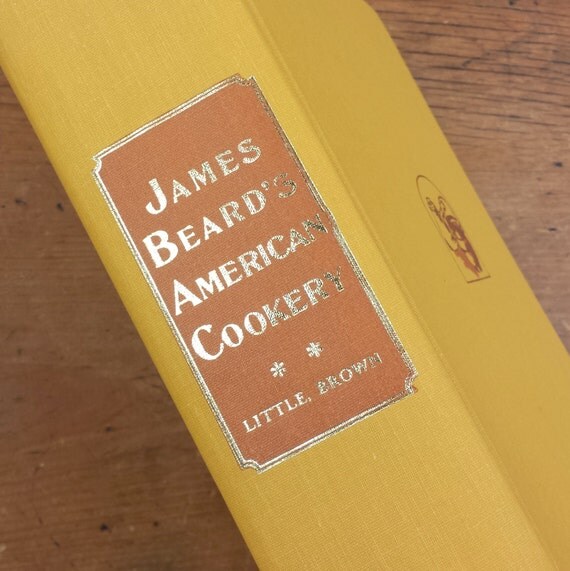 JAMES
BEARD'S
AMERICAN
COOKERY
* *
LITTLE, BROWN